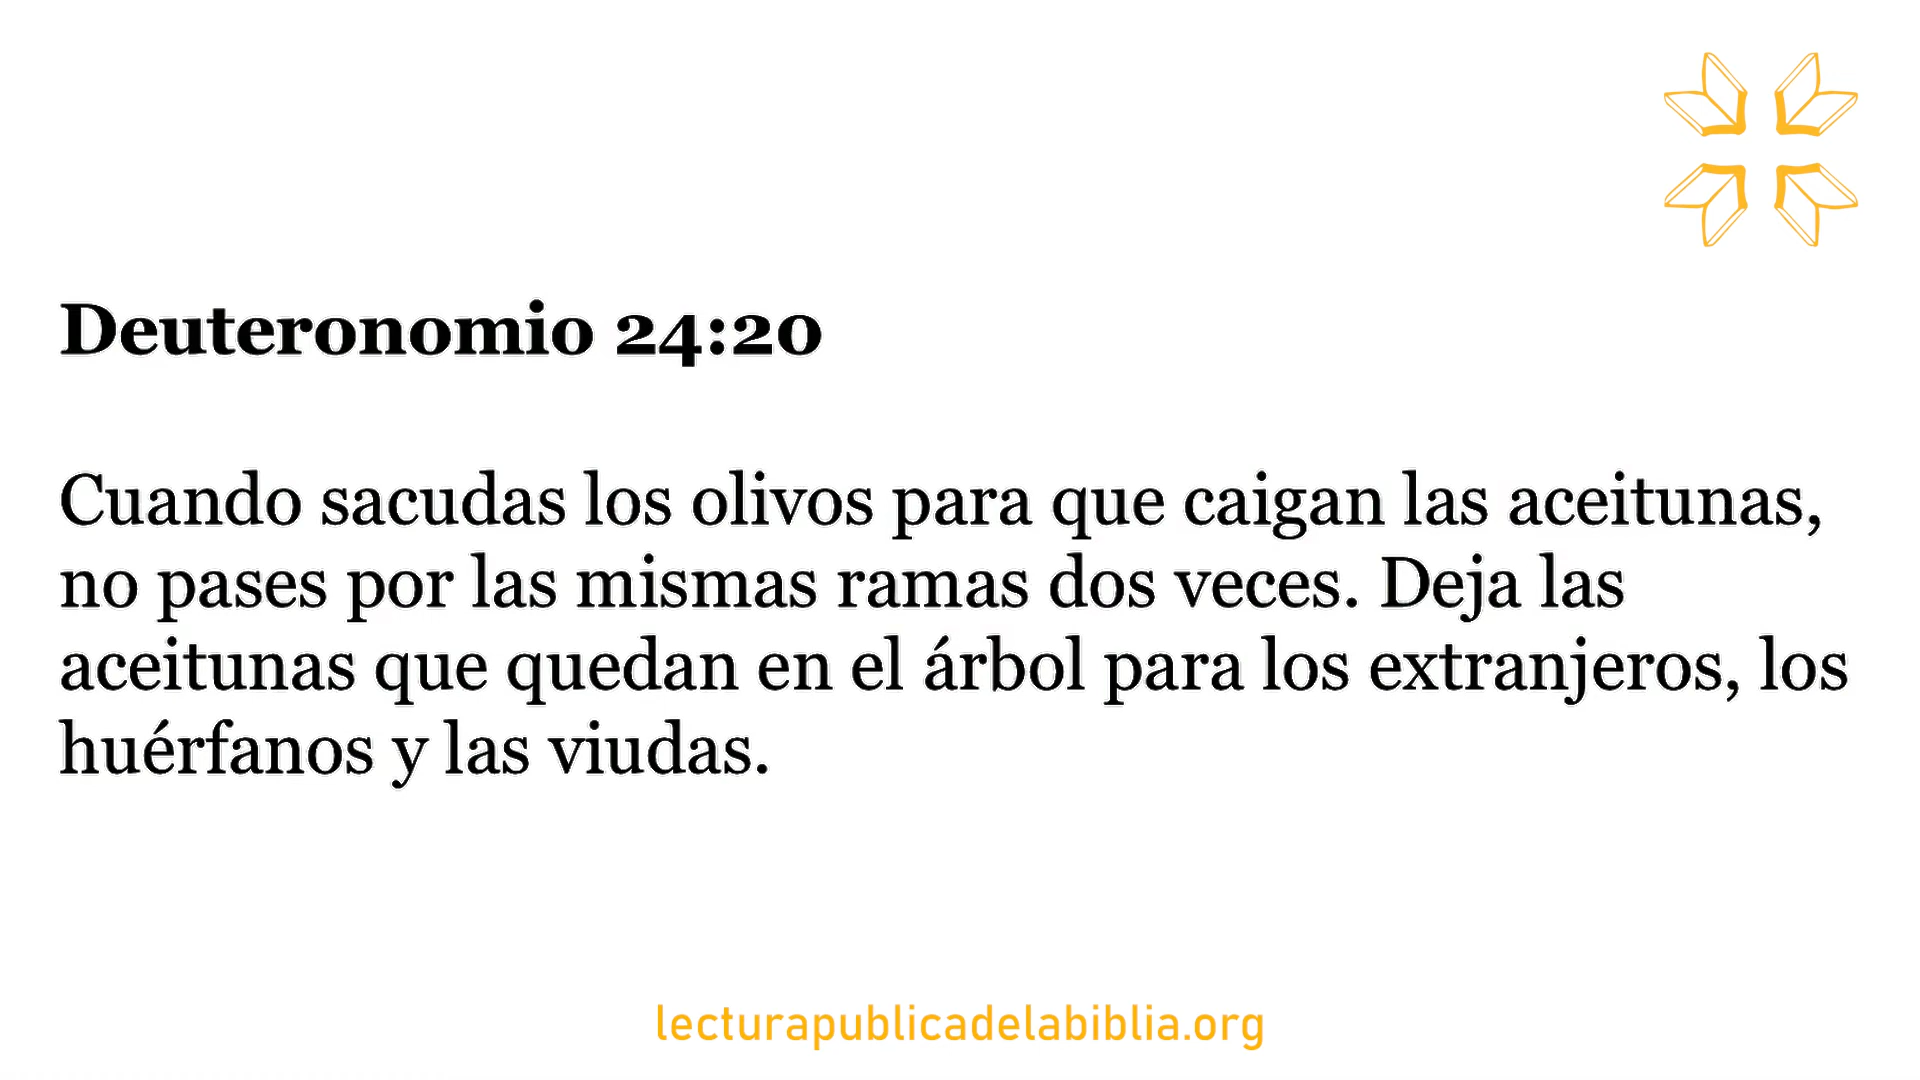 Deuteronomio 24:20
Cuando sacudas los olivos para que caigan las aceitunas,
no pases por las mismas ramas dos veces. Deja las
aceitunas que quedan en el árbol para los extranjeros, los
huérfanos y las viudas.
lecturapublicadelabiblia.org